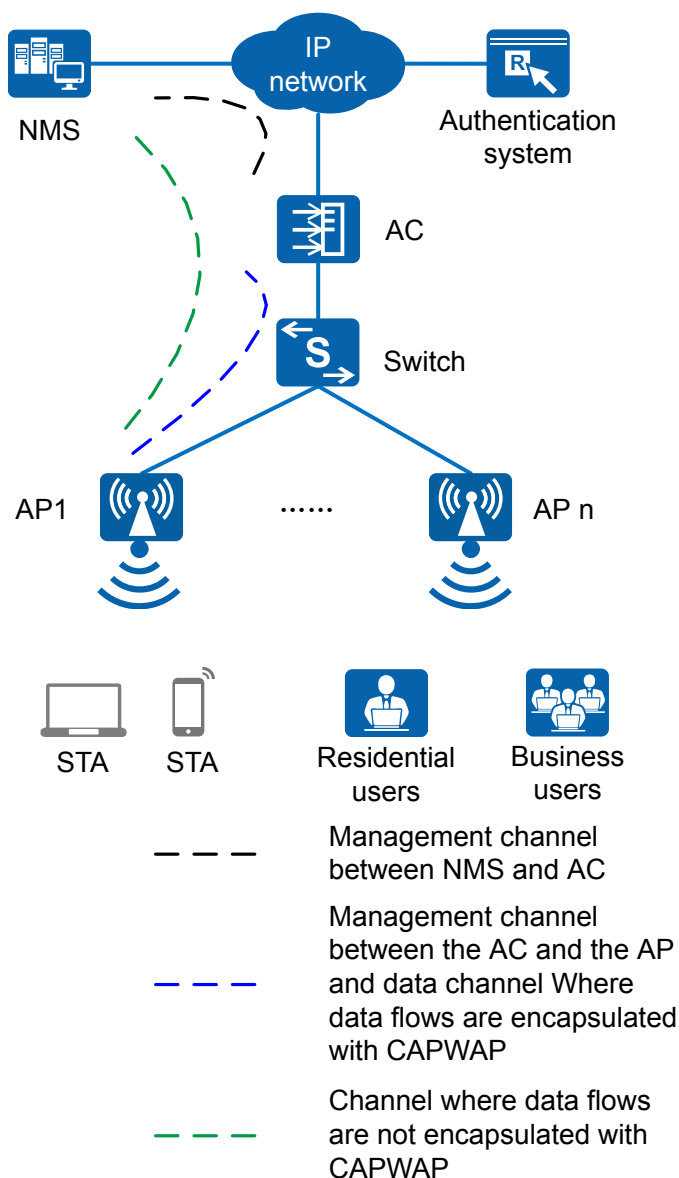 IP
network
R
NMS
Authentication
system
AC
S
Switch
AP1
......
AP n
STA
STA
Residential
users
Business
users
Management channel
between NMS and AC
Management channel
between the AC and the AP
and data channel Where
data flows are encapsulated
with CAPWAP
Channel where data flows
are not encapsulated with
CAPWAP